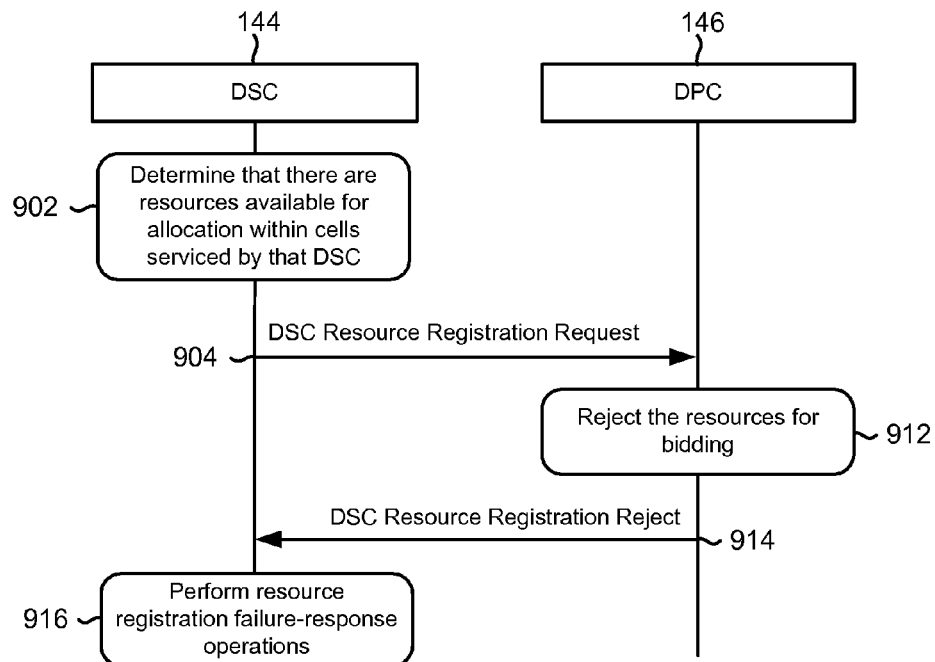 144
146
DSC
DPC
902
Determine that there are
resources available for
allocation within cells
serviced by that DSC
DSC Resource Registration Request
904
Reject the resources for
bidding
912
DSC Resource Registration Reject
914
916
Perform resource
registration failure-response
operations